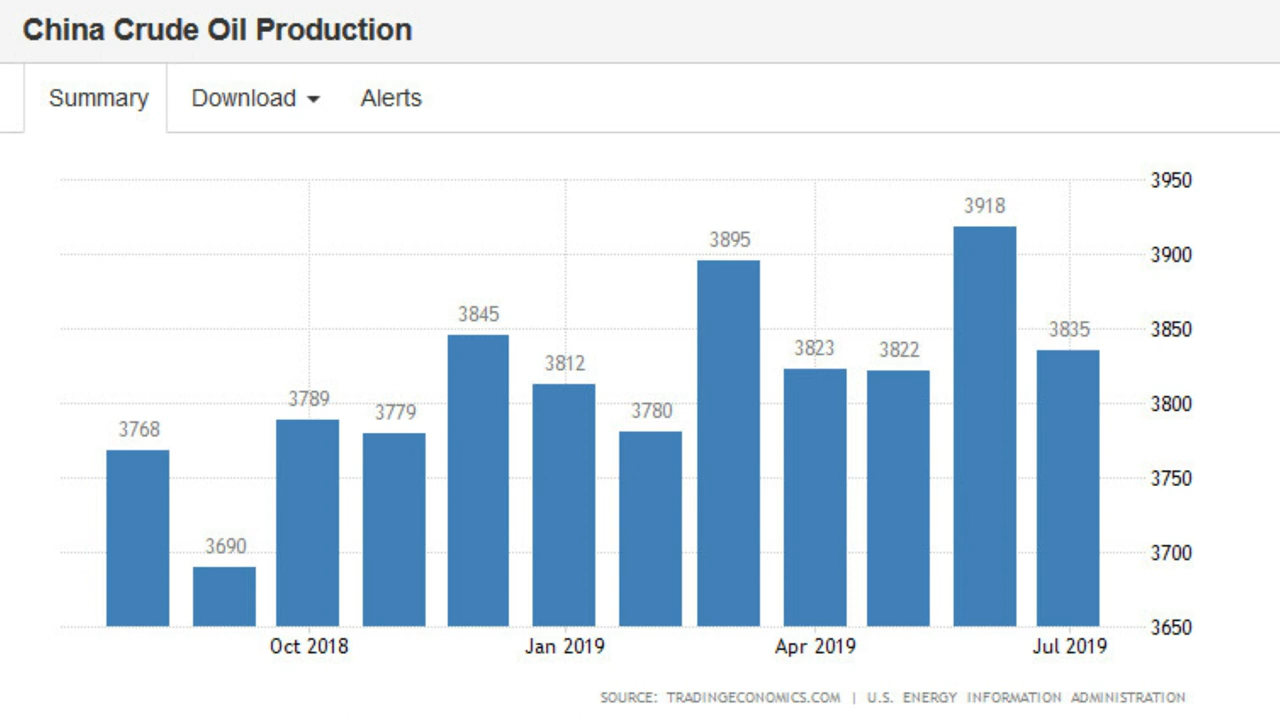 China Crude Oil Production
Summary Download Alerts
3950
3918
3895 3900
3845 3850
3835
3823 3822
3812
3789 3780 3800
3779
3768
3750
3690 3700
3650
Oct 2018 Jan 2019 Apr 2019 Jul 2019
SOURCE: TRADINGECONOMICS.COM | U.S. ENERGY INFORMATION ADMINISTRATION